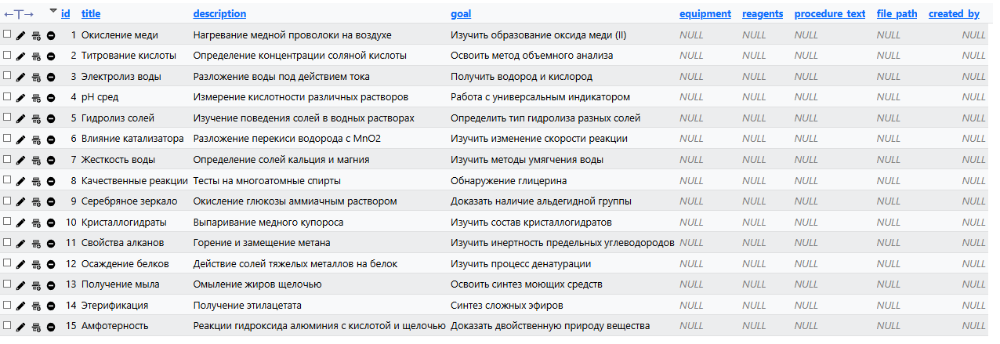 ←T→ id title description goal equipment reagents procedure_text file_path created_by
1 Окисление меди Нагревание медной проволоки на воздухе Изучить образование оксида меди (II) NULL NULL NULL NULL NULL
2 Титрование кислоты Определение концентрации соляной кислоты Освоить метод объемного анализа NULL NULL NULL NULL NULL
3 Электролиз воды Разложение воды под действием тока Получить водород и кислород NULL NULL NULL NULL NULL
4 pH сред Измерение кислотности различных растворов Работа с универсальным индикатором NULL NULL NULL NULL NULL
5 Гидролиз солей Изучение поведения солей в водных растворах Определить тип гидролиза разных солей NULL NULL NULL NULL NULL
6 Влияние катализатора Разложение перекиси водорода с MnO2 Изучить изменение скорости реакции NULL NULL NULL NULL NULL
7 Жесткость воды Определение солей кальция и магния Изучить методы умягчения воды NULL NULL NULL NULL NULL
8 Качественные реакции Тесты на многоатомные спирты Обнаружение глицерина NULL NULL NULL NULL NULL
9 Серебряное зеркало Окисление глюкозы аммиачным раствором Доказать наличие альдегидной группы NULL NULL NULL NULL NULL
10 Кристаллогидраты Выпаривание медного купороса Изучить состав кристаллогидратов NULL NULL NULL NULL NULL
11 Свойства алканов Горение и замещение метана Изучить инертность предельных углеводородов NULL NULL NULL NULL NULL
12 Осаждение белков Действие солей тяжелых металлов на белок Изучить процесс денатурации NULL NULL NULL NULL NULL
13 Получение мыла Омыление жиров щелочью Освоить синтез моющих средств NULL NULL NULL NULL NULL
14 Этерификация Получение этилацетата Синтез сложных эфиров NULL NULL NULL NULL NULL
15 Амфотерность Реакции гидроксида алюминия с кислотой и щелочью Доказать двойственную природу вещества NULL NULL NULL NULL NULL